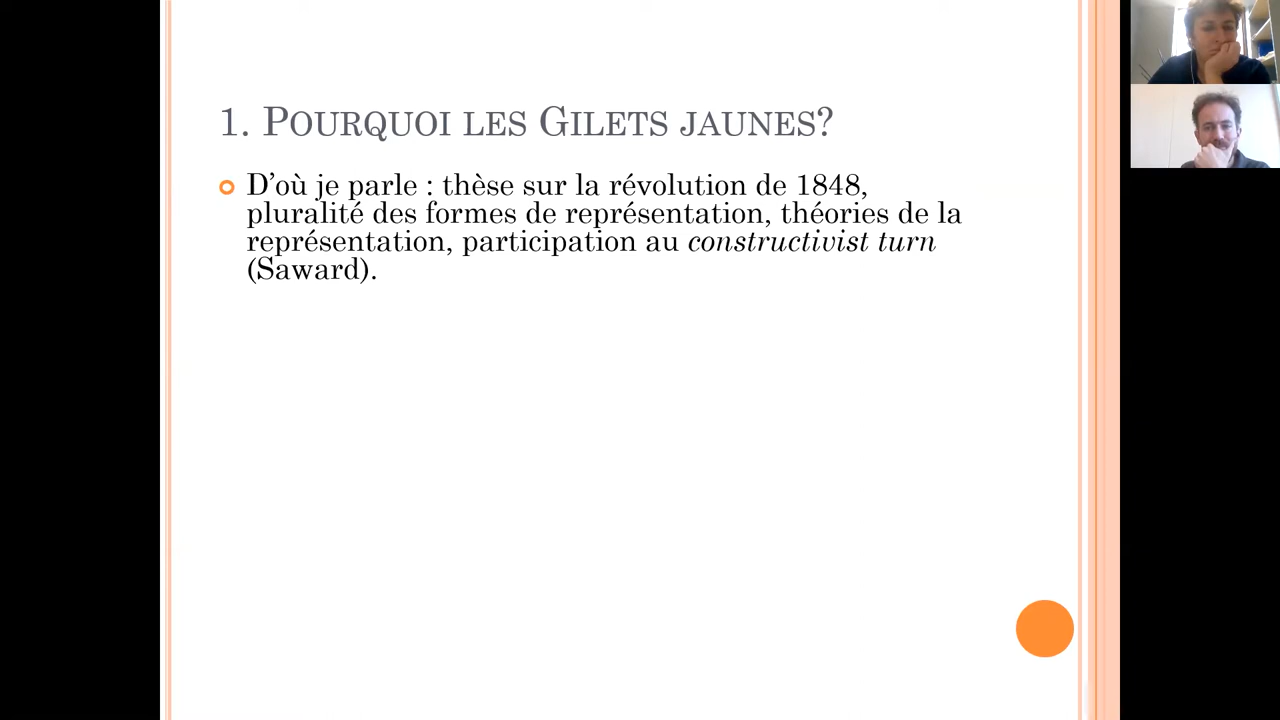 1. Pourquoi les Gilets jaunes?
D’où je parle : thèse sur la révolution de 1848,
pluralité des formes de représentation, théories de la
représentation, participation au constructivist turn
(Saward).